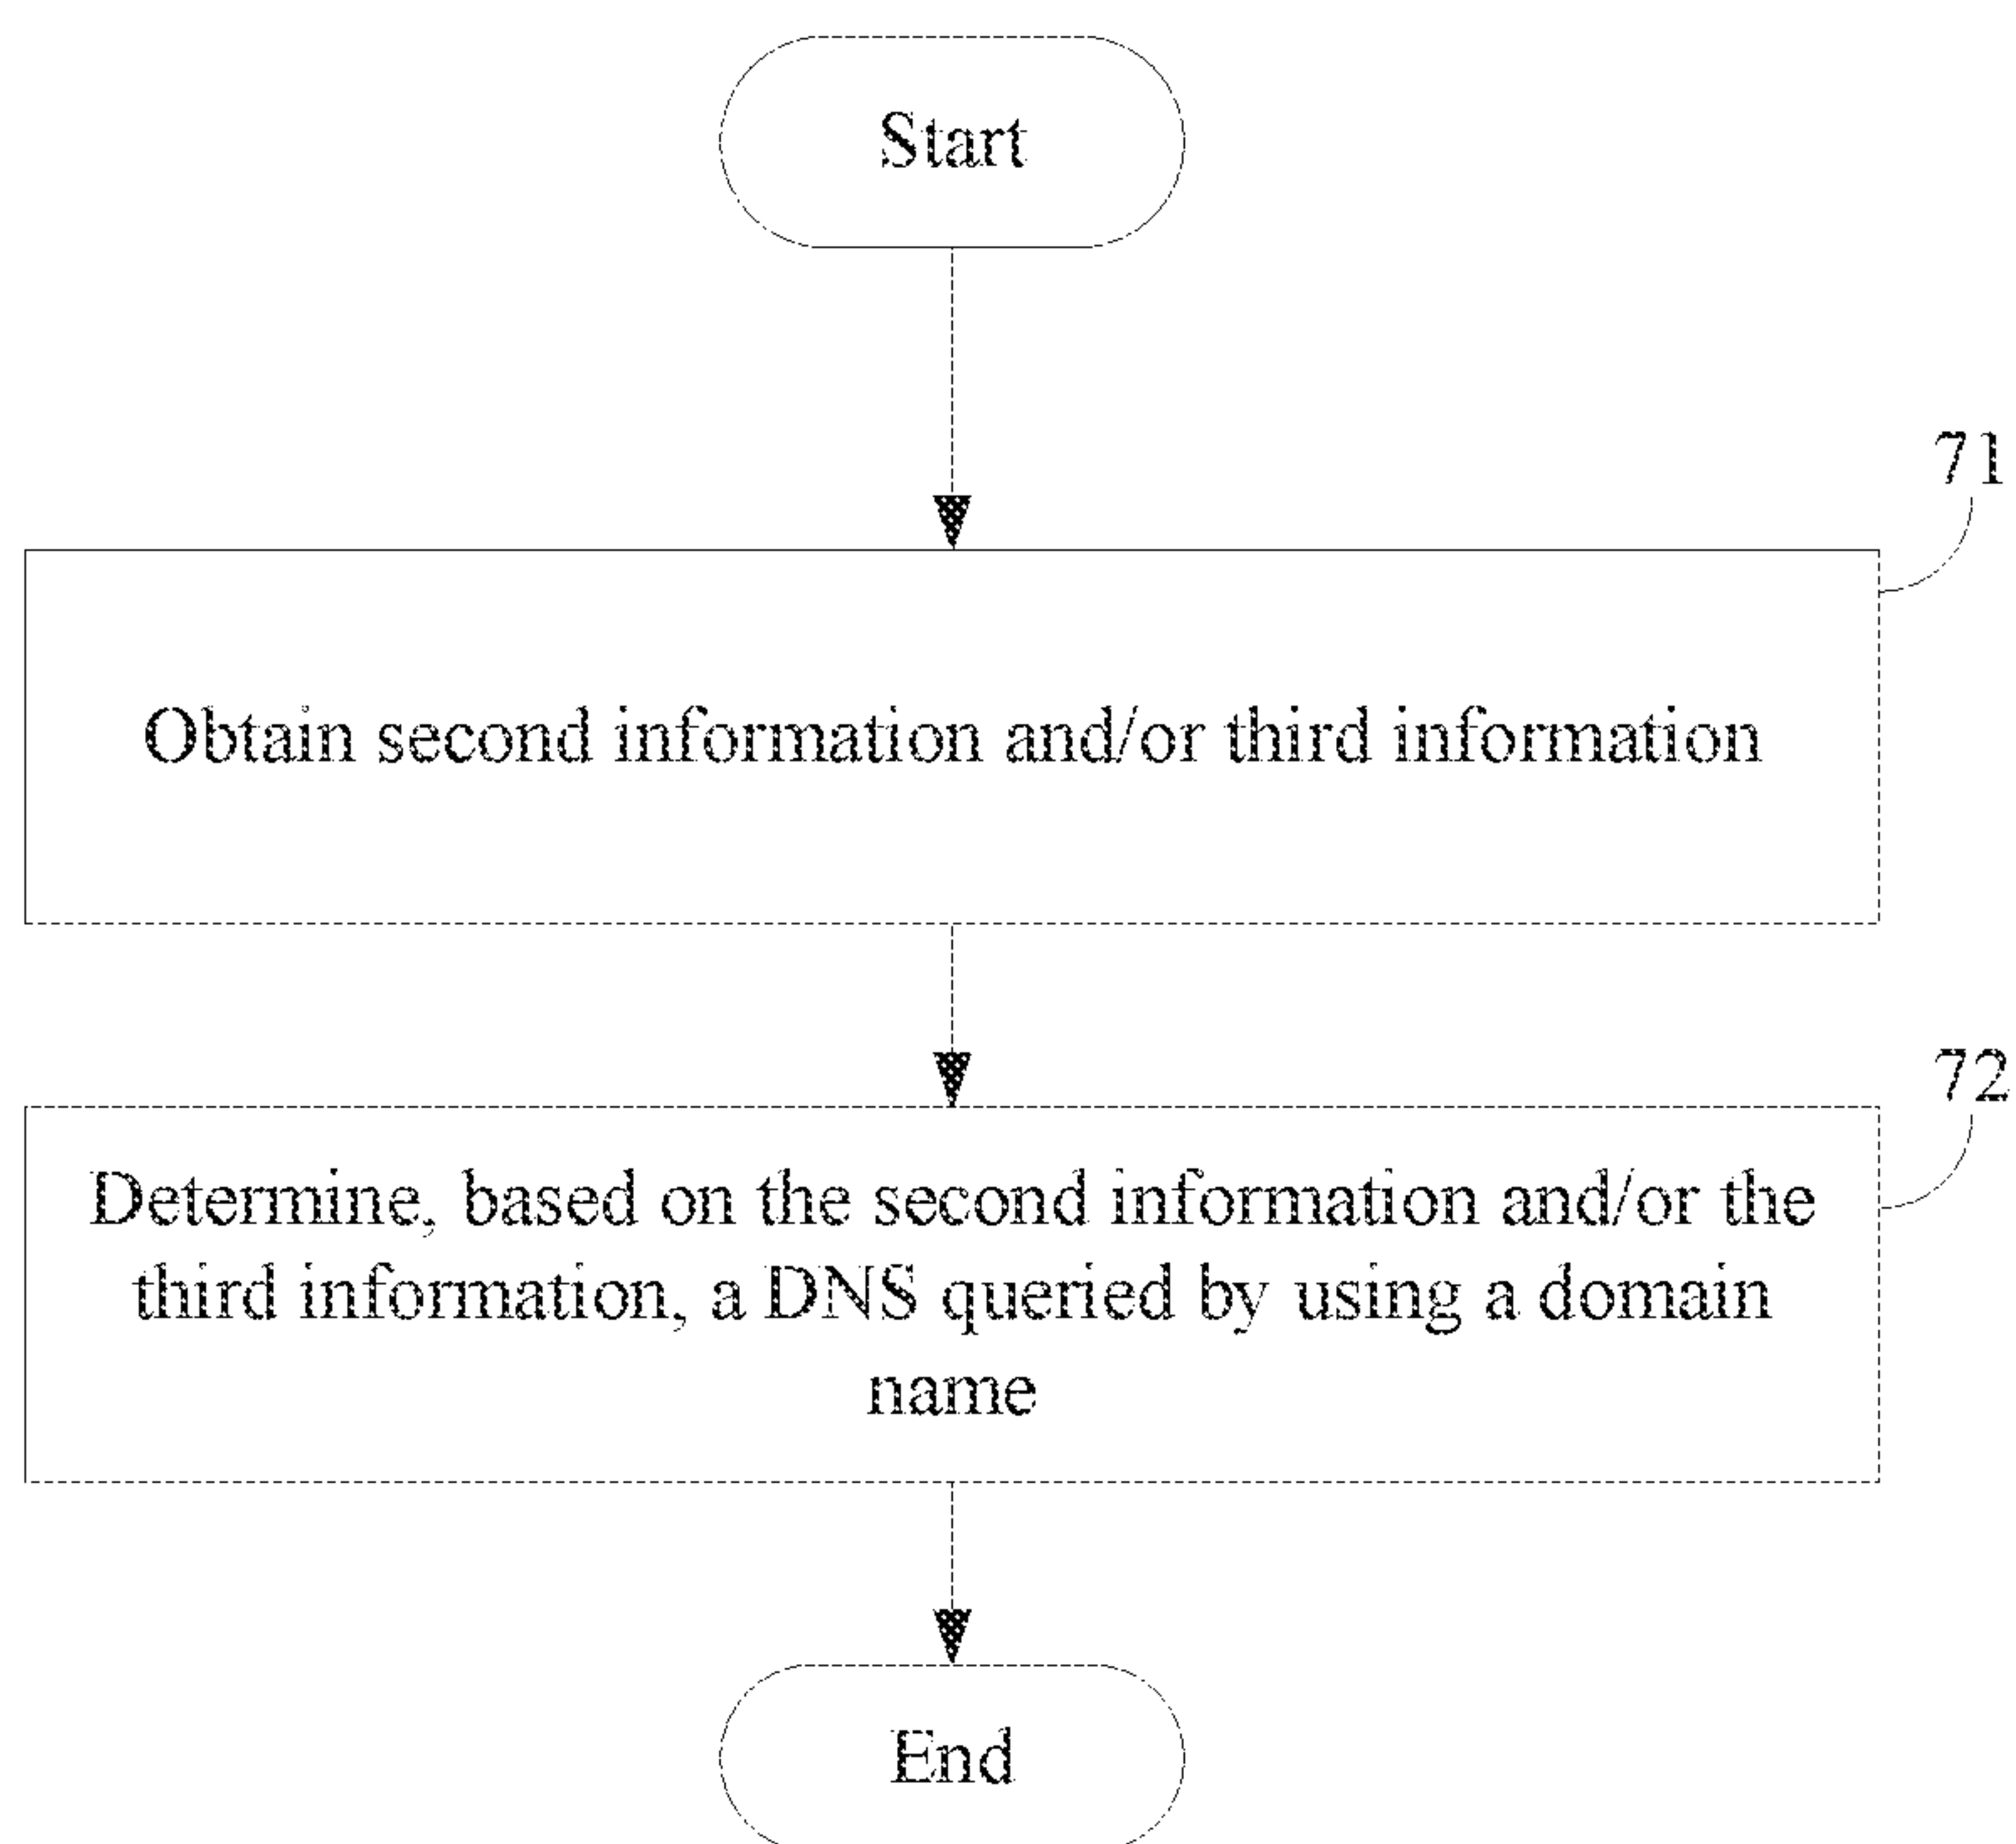 Start
71
Obtain second information and/or third information
72
Determine, based on the second information and/or the
third information, a DNS queried by using a domain
name
End